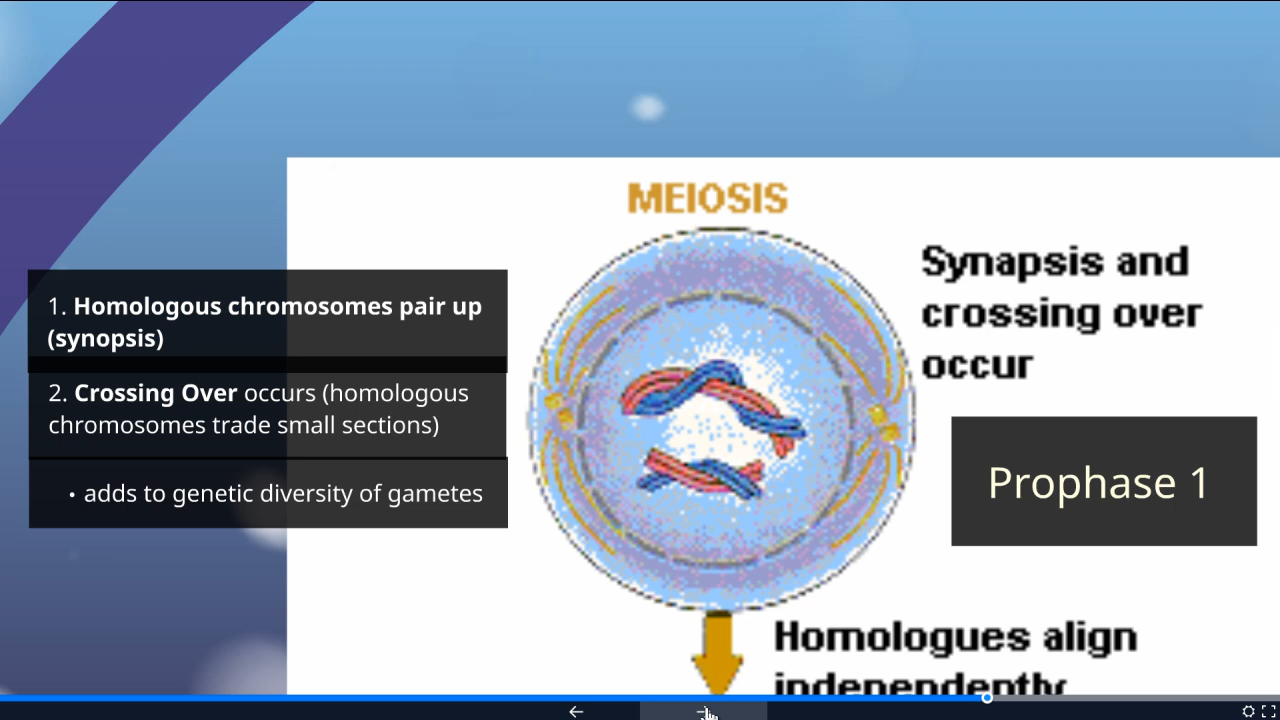 MEIOSIS
Synapsis and
crossing over
occur
1. Homologous chromosomes pair up
(synopsis)
2. Crossing Over occurs (homologous
chromosomes trade small sections)
• adds to genetic diversity of gametes
Prophase 1
Homologues align
independently